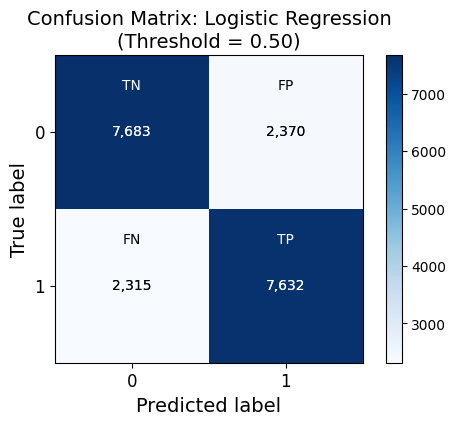 Confusion Matrix: Logistic Regression
(Threshold = 0.50)
TN
FP
7,683
2,370
FN
TP
2,315
7,632
0
1
True label
0
1
Predicted label
7000
6000
5000
4000
3000